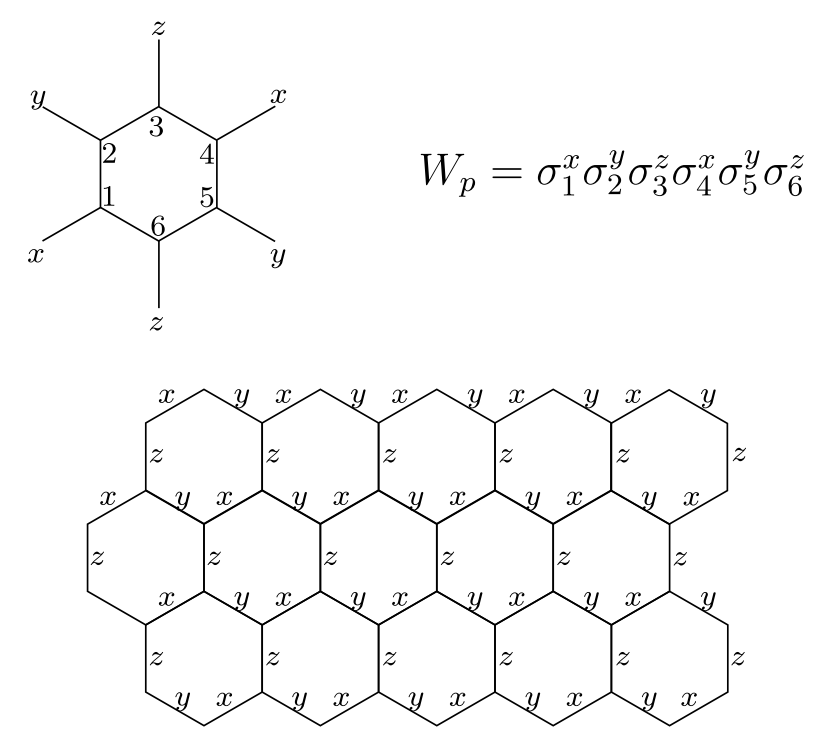 z
y x
3
2 4
1 5
6
x y
z
W_p = σ_1^x σ_2^y σ_3^z σ_4^x σ_5^y σ_6^z
x y x y x y x y x y
z z z z z z
x y x y x y x y x y x
z z z z z z
x y x y x y x y x y
z z z z z z
y x y x y x y x y x